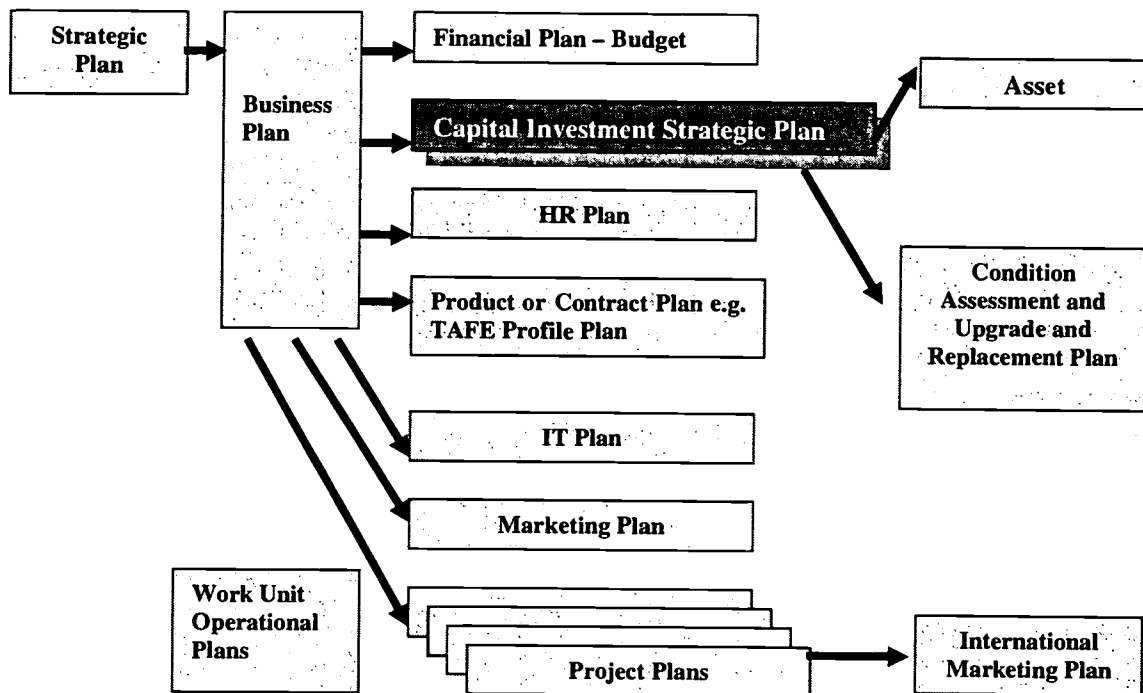 Strategic
Plan
Business
Plan
Financial Plan – Budget
Capital Investment Strategic Plan
HR Plan
Product or Contract Plan e.g.
TAFE Profile Plan
IT Plan
Marketing Plan
Work Unit
Operational
Plans
Project Plans
Asset
Condition
Assessment and
Upgrade and
Replacement Plan
International
Marketing Plan